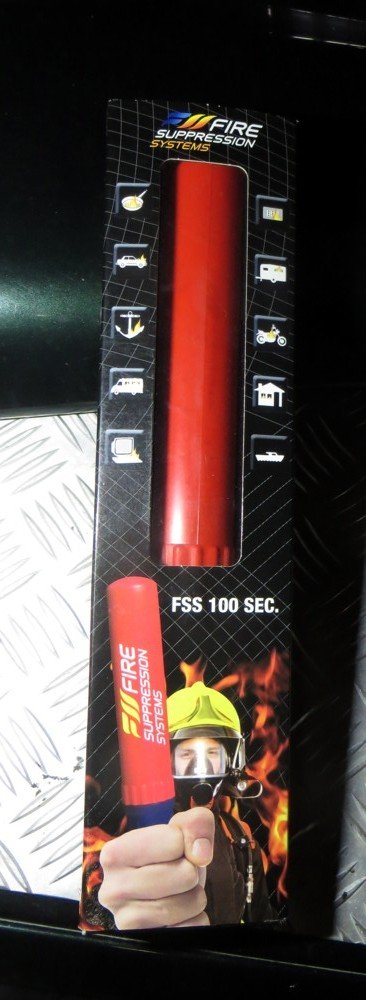 FIRE
SUPPRESSION
SYSTEMS
FSS 100 SEC.
FIRE
SUPPRESSION
SYSTEMS